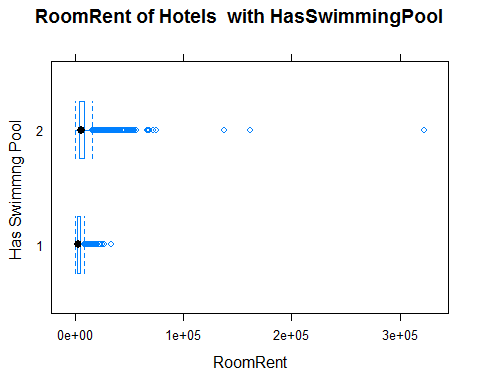 RoomRent of Hotels  with HasSwimmingPool
Has Swimmng Pool
2
1
0e+00 1e+05 2e+05 3e+05
RoomRent